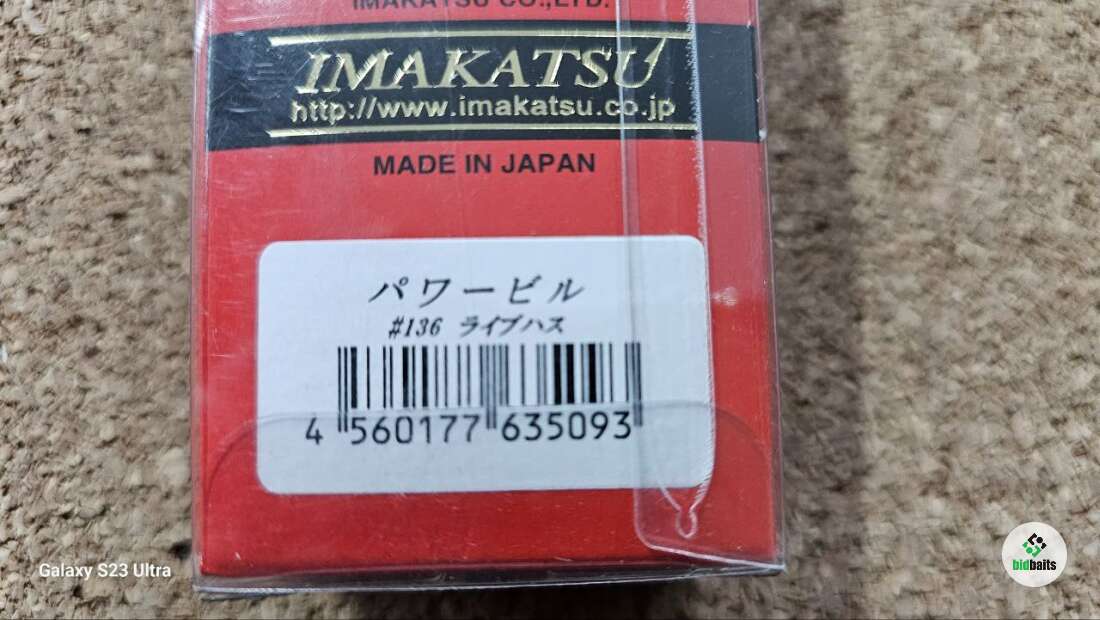 IMAKATSU CO.,LTD.
IMAKATSU
http://www.imakatsu.co.jp
MADE IN JAPAN
パワービル
#136 ライブハス
4 560177 635093
Galaxy S23 Ultra
bidbaits